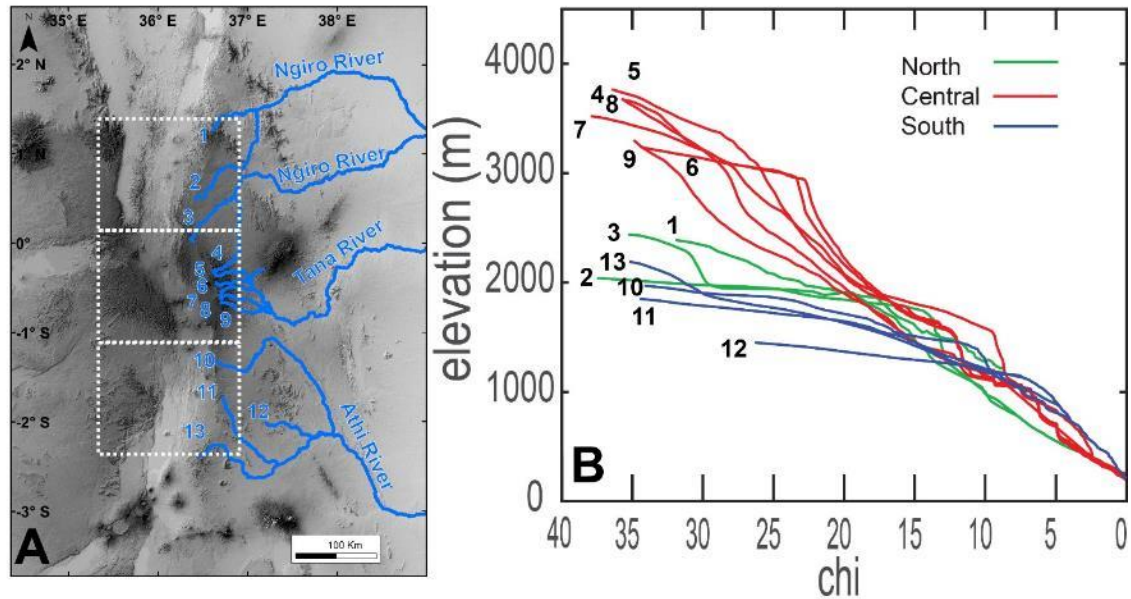 N
35° E
36° E
37° E
38° E
2° N
1° N
0°
-1° S
-2° S
-3° S
Ngiro River
Ngiro River
Tana River
Athi River
1
2
3
4
5
6
7
8
9
10
11
12
13
100 Km
A
elevation (m)
4000
3000
2000
1000
0
North
Central
South
5
4
8
7
9
6
3
1
13
2
10
11
12
B
40
35
30
25
20
15
10
5
0
chi